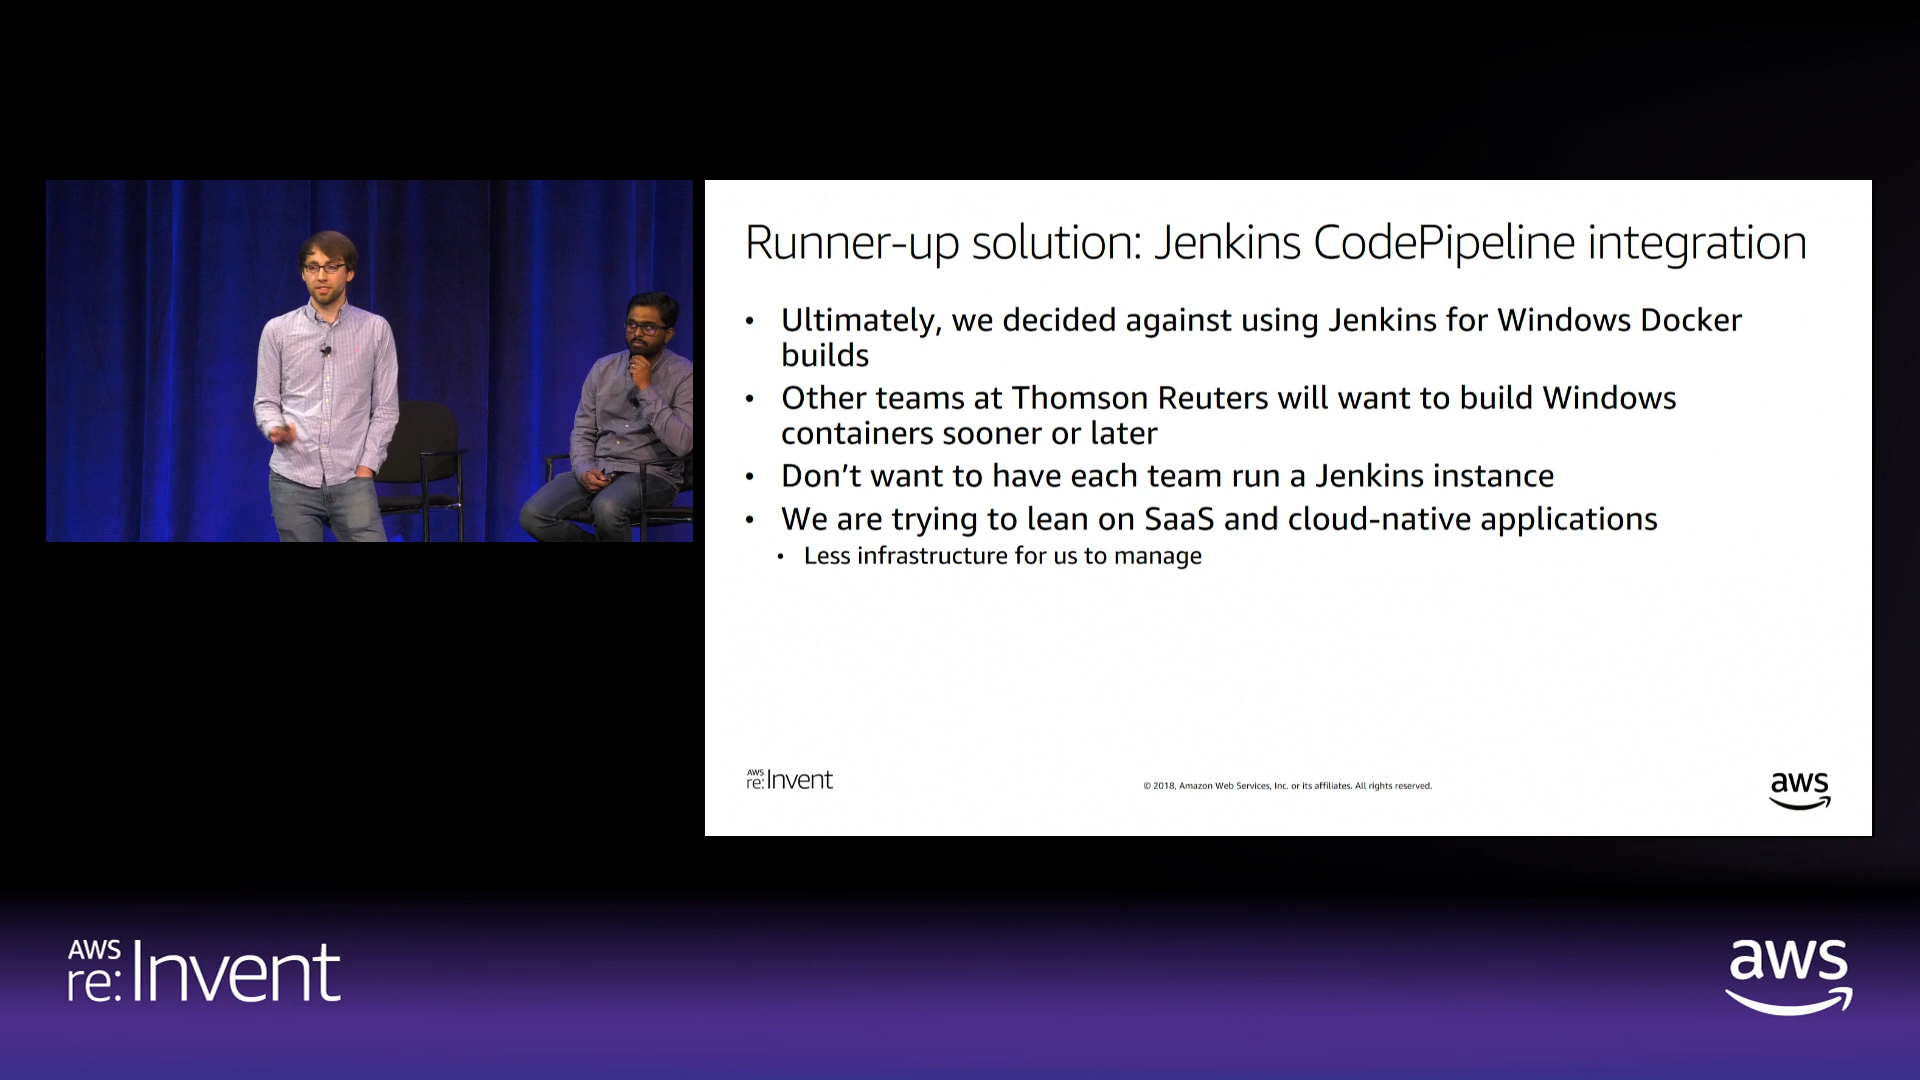 Runner-up solution: Jenkins CodePipeline integration
• Ultimately, we decided against using Jenkins for Windows Docker
builds
• Other teams at Thomson Reuters will want to build Windows
containers sooner or later
• Don’t want to have each team run a Jenkins instance
• We are trying to lean on SaaS and cloud-native applications
• Less infrastructure for us to manage
AWS
re:Invent
© 2018, Amazon Web Services, Inc. or its affiliates. All rights reserved.
aws
AWS
re:Invent
aws